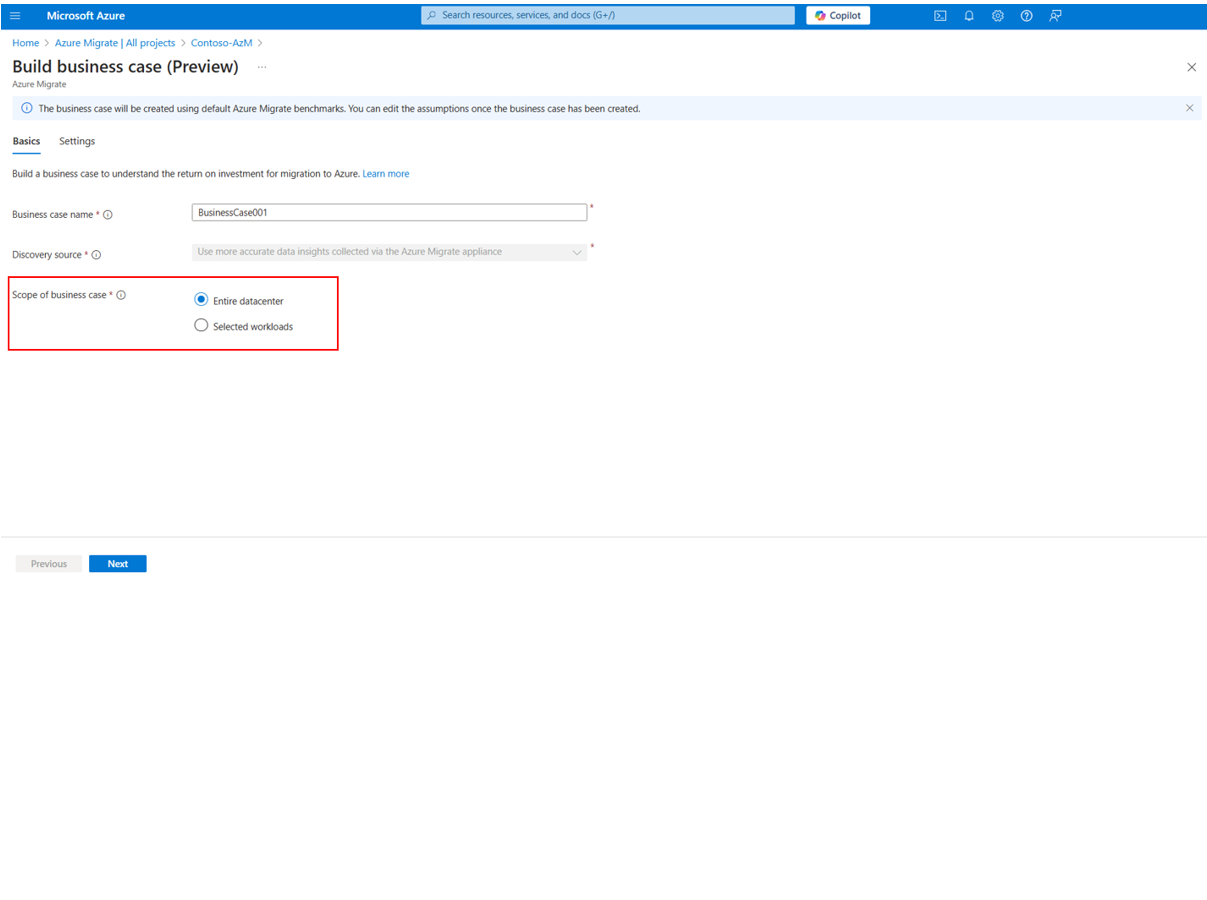 Microsoft Azure
Search resources, services, and docs (G+/)
Copilot
Home > Azure Migrate | All projects > Contoso-AzM >
Build business case (Preview) ...
Azure Migrate
The business case will be created using default Azure Migrate benchmarks. You can edit the assumptions once the business case has been created.
Basics Settings
Build a business case to understand the return on investment for migration to Azure. Learn more
Business case name * BusinessCase001 *
Discovery source * Use more accurate data insights collected via the Azure Migrate appliance *
Scope of business case * Entire datacenter
Selected workloads
Previous Next